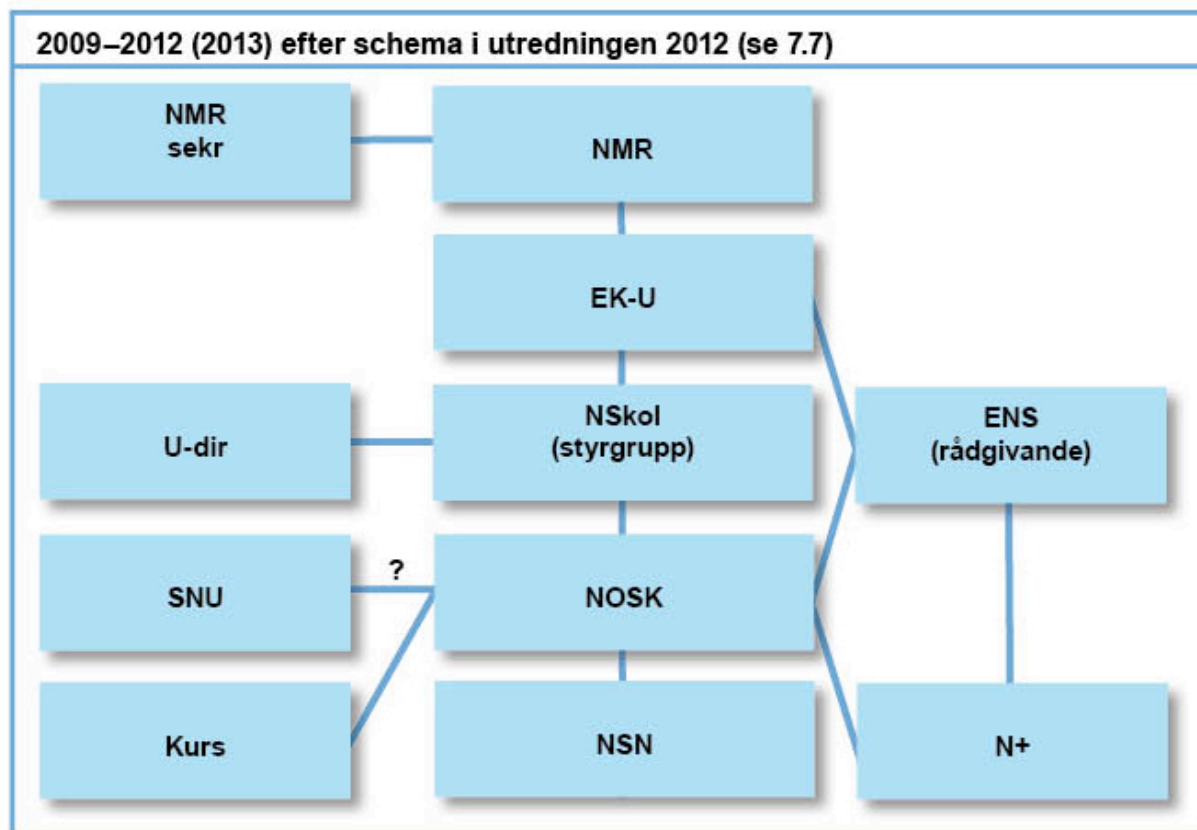 2009–2012 (2013) efter schema i utredningen 2012 (se 7.7)
NMR
sekr
NMR
EK-U
U-dir
NSkol
(styrgrupp)
ENS
(rådgivande)
SNU
?
NOSK
Kurs
NSN
N+